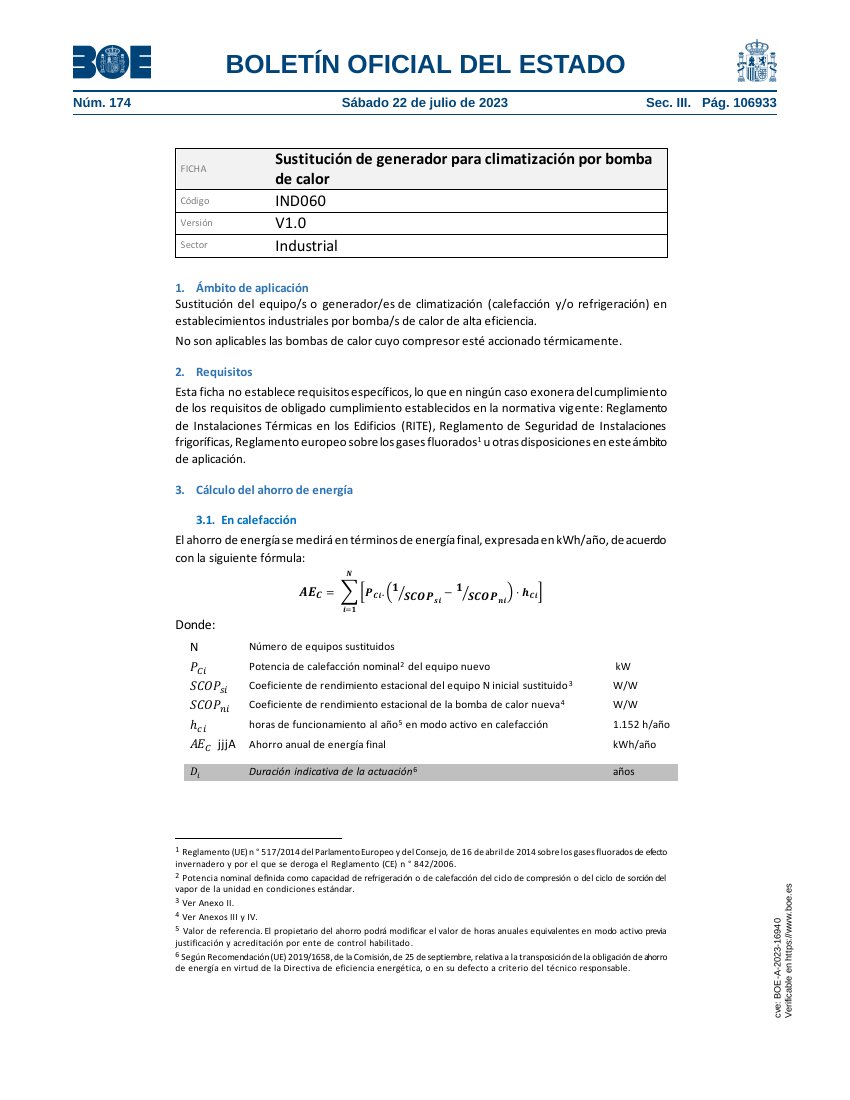 BOE
BOLETÍN OFICIAL DEL ESTADO
Núm. 174
Sábado 22 de julio de 2023
Sec. III. Pág. 106933
FICHA
Sustitución de generador para climatización por bomba
de calor
Código
IND060
Versión
V1.0
Sector
Industrial
1. Ámbito de aplicación
Sustitución del equipo/s o generador/es de climatización (calefacción y/o refrigeración) en
establecimientos industriales por bomba/s de calor de alta eficiencia.
No son aplicables las bombas de calor cuyo compresor esté accionado térmicamente.
2. Requisitos
Esta ficha no establece requisitos específicos, lo que en ningún caso exonera del cumplimiento
de los requisitos de obligado cumplimiento establecidos en la normativa vigente: Reglamento
de Instalaciones Térmicas en los Edificios (RITE), Reglamento de Seguridad de Instalaciones
frigoríficas, Reglamento europeo sobre los gases fluorados¹ u otras disposiciones en este ámbito
de aplicación.
3. Cálculo del ahorro de energía
3.1. En calefacción
El ahorro de energía se medirá en términos de energía final, expresada en kWh/año, de acuerdo
con la siguiente fórmula:
AE_C = ∑_{i=1}^{N} [P_{Ci}. (1/SCOP_{si} − 1/SCOP_{ni}) · h_{Ci}]
Donde:
N Número de equipos sustituidos
P_{Ci} Potencia de calefacción nominal² del equipo nuevo kW
SCOP_{si} Coeficiente de rendimiento estacional del equipo N inicial sustituido³ W/W
SCOP_{ni} Coeficiente de rendimiento estacional de la bomba de calor nueva⁴ W/W
h_{ci} horas de funcionamiento al año⁵ en modo activo en calefacción 1.152 h/año
AE_C jjjA Ahorro anual de energía final kWh/año
D_i Duración indicativa de la actuación⁶ años
¹ Reglamento (UE) n ° 517/2014 del Parlamento Europeo y del Consejo, de 16 de abril de 2014 sobre los gases fluorados de efecto
invernadero y por el que se deroga el Reglamento (CE) n ° 842/2006.
² Potencia nominal definida como capacidad de refrigeración o de calefacción del ciclo de compresión o del ciclo de sorción del
vapor de la unidad en condiciones estándar.
³ Ver Anexo II.
⁴ Ver Anexos III y IV.
⁵ Valor de referencia. El propietario del ahorro podrá modificar el valor de horas anuales equivalentes en modo activo previa
justificación y acreditación por ente de control habilitado.
⁶ Según Recomendación (UE) 2019/1658, de la Comisión, de 25 de septiembre, relativa a la transposición de la obligación de ahorro
de energía en virtud de la Directiva de eficiencia energética, o en su defecto a criterio del técnico responsable.
cve: BOE-A-2023-16940
Verificable en https://www.boe.es